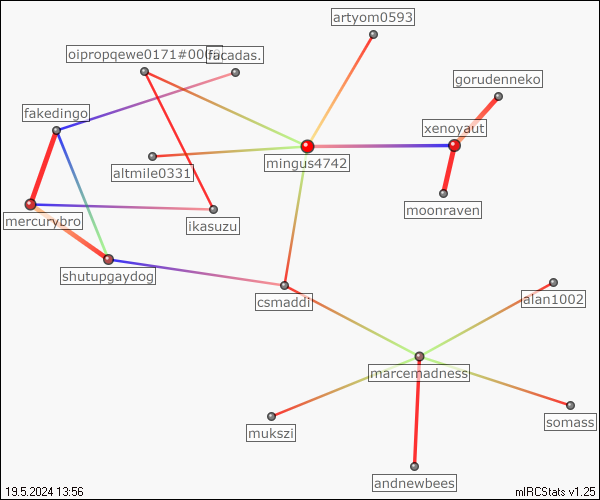 artyom0593
oipropqewe0171#00
facadas.
gorudenneko
fakedingo
xenoyaut
mingus4742
altmile0331
moonraven
mercurybro
ikasuzu
shutupgaydog
csmaddi
alan1002
marcemadness
somass
mukszi
andnewbees
19.5.2024 13:56
mIRCStats v1.25